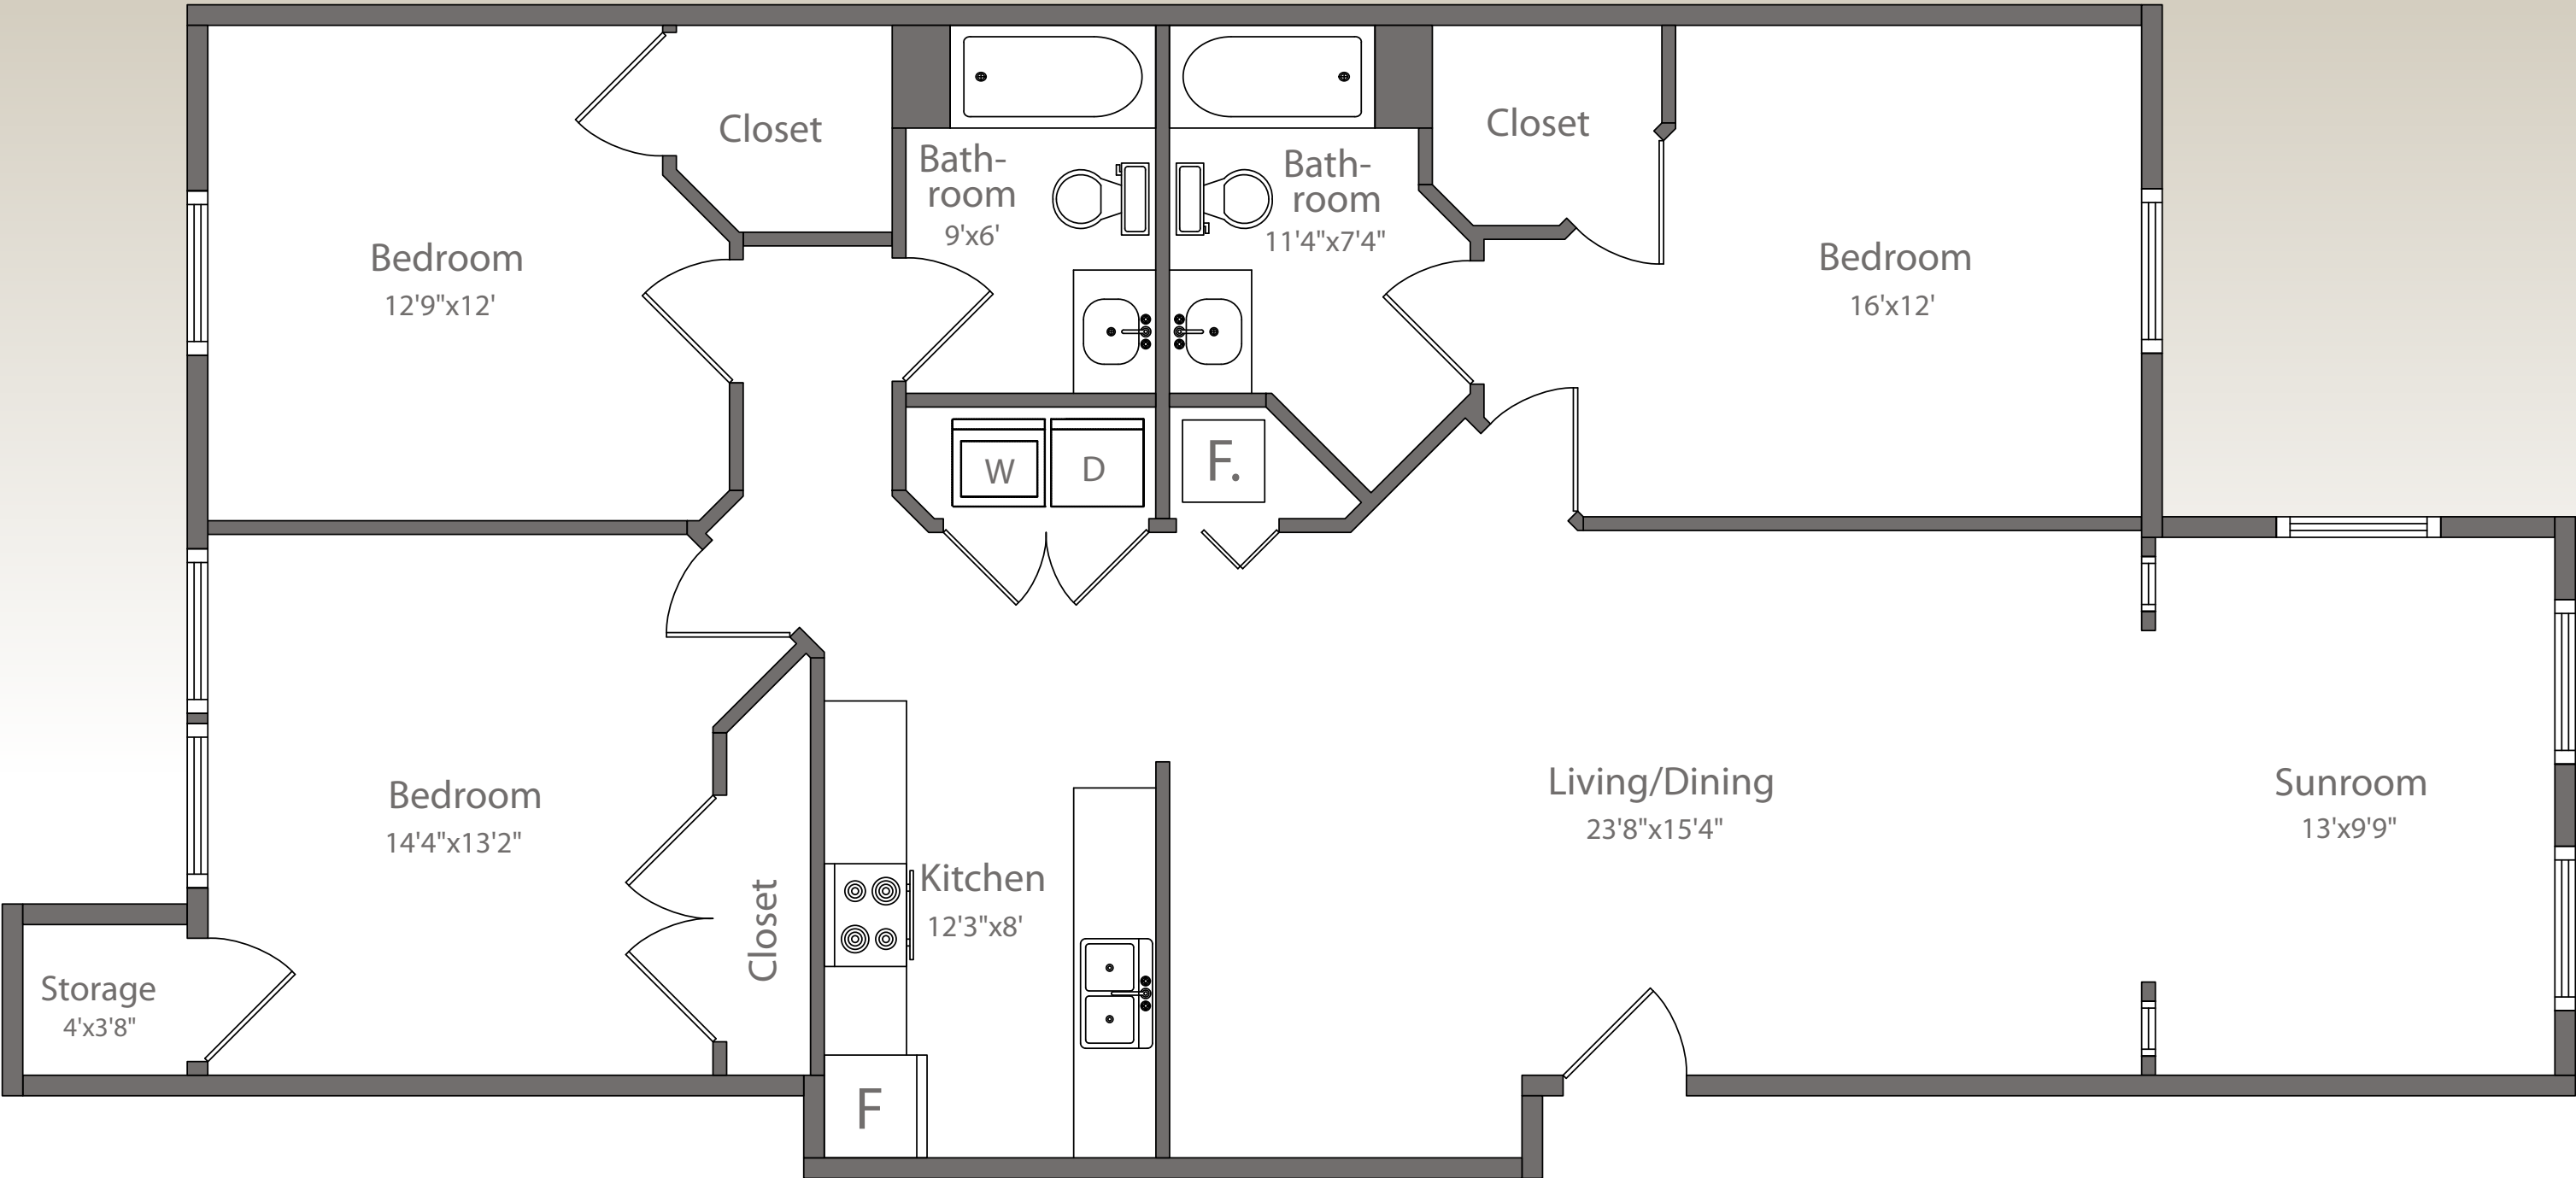 Closet
Closet
Bath-
room
9'x6'
Bath-
room
11'4"x7'4"
Bedroom
12'9"x12'
Bedroom
16'x12'
W
D
F.
Bedroom
14'4"x13'2"
Closet
Kitchen
12'3"x8'
Living/Dining
23'8"x15'4"
Sunroom
13'x9'9"
Storage
4'x3'8"
F